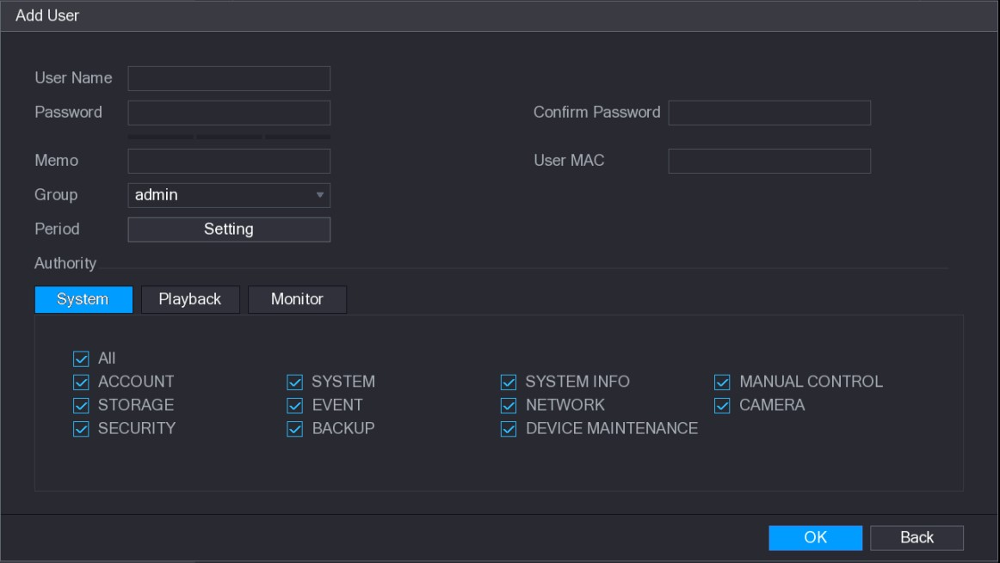 Add User
User Name
Password
Confirm Password
Memo
User MAC
Group admin
Period Setting
Authority
System Playback Monitor
All
ACCOUNT SYSTEM SYSTEM INFO MANUAL CONTROL
STORAGE EVENT NETWORK CAMERA
SECURITY BACKUP DEVICE MAINTENANCE
OK Back